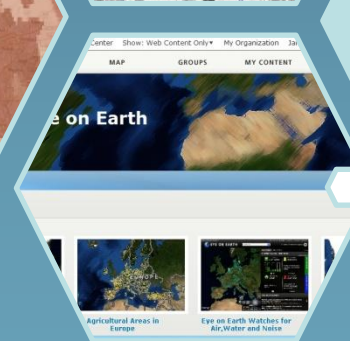 Center Show: Web Content Only▾ My Organization Ja
MAP GROUPS MY CONTENT
e on Earth
EUROPE
EYE ON EARTH
Agricultural Areas in
Europe
Eye on Earth Watches for
Air,Water and Noise